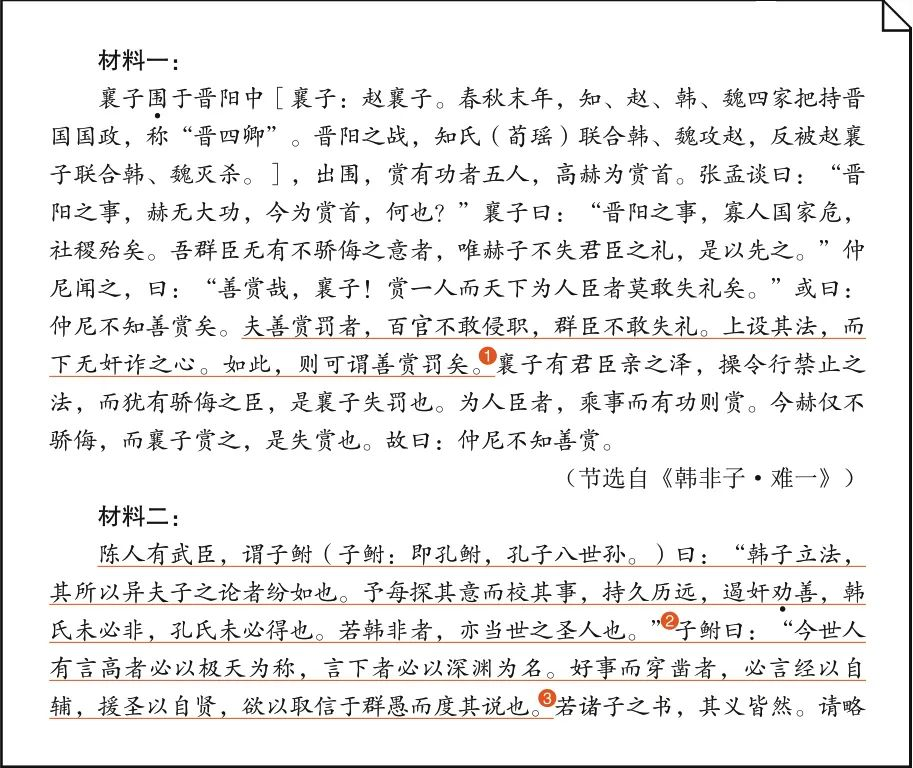 材料一：
襄子围于晋阳中［襄子：赵襄子。春秋末年，知、赵、韩、魏四家把持晋
国国政，称“晋四卿”。晋阳之战，知氏（荀瑶）联合韩、魏攻赵，反被赵襄
子联合韩、魏灭杀。］，出围，赏有功者五人，高赫为赏首。张孟谈曰：“晋
阳之事，赫无大功，今为赏首，何也？”襄子曰：“晋阳之事，寡人国家危，
社稷殆矣。吾群臣无有不骄侮之意者，唯赫子不失君臣之礼，是以先之。”仲
尼闻之，曰：“善赏哉，襄子！赏一人而天下为人臣者莫敢失礼矣。”或曰：
仲尼不知善赏矣。夫善赏罚者，百官不敢侵职，群臣不敢失礼。上设其法，而
下无奸诈之心。如此，则可谓善赏罚矣。1襄子有君臣亲之泽，操令行禁止之
法，而犹有骄侮之臣，是襄子失罚也。为人臣者，乘事而有功则赏。今赫仅不
骄侮，而襄子赏之，是失赏也。故曰：仲尼不知善赏。
（节选自《韩非子·难一》）
材料二：
陈人有武臣，谓子鲋（子鲋：即孔鲋，孔子八世孙。）曰：“韩子立法，
其所以异夫子之论者纷如也。予每探其意而校其事，持久历远，遏奸劝善，韩
氏未必非，孔氏未必得也。若韩非者，亦当世之圣人也。”2子鲋曰：“今世人
有言高者必以极天为称，言下者必以深渊为名。好事而穿凿者，必言经以自
辅，援圣以自贤，欲以取信于群愚而度其说也。3若诸子之书，其义皆然。请略